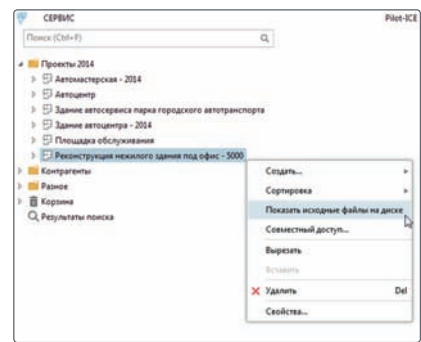 СЕРВИС
Pilot-ICE
Поиск (Ctrl+F)
Проекты 2014
Автомастерская - 2014
Автоцентр
Здание автосервиса парка городского автотранспорта
Здание автоцентра - 2014
Площадка обслуживания
Реконструкция нежилого здания под офис - 5000
Контрагенты
Разное
Корзина
Результаты поиска
Создать...
Сортировка
Показать исходные файлы на диске
Совместный доступ...
Вырезать
Вставить
Удалить Del
Свойства...